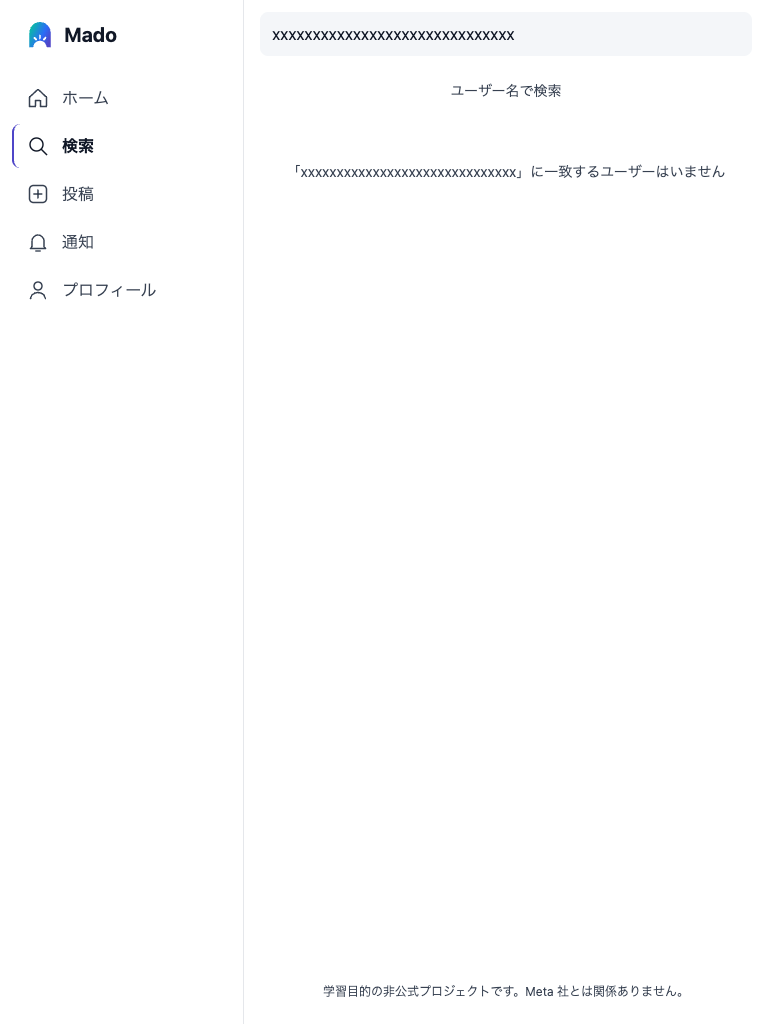 Mado
ホーム
検索
投稿
通知
プロフィール
xxxxxxxxxxxxxxxxxxxxxxxxxxxxxx
ユーザー名で検索
「xxxxxxxxxxxxxxxxxxxxxxxxxxxxxx」に一致するユーザーはいません
学習目的の非公式プロジェクトです。Meta 社とは関係ありません。